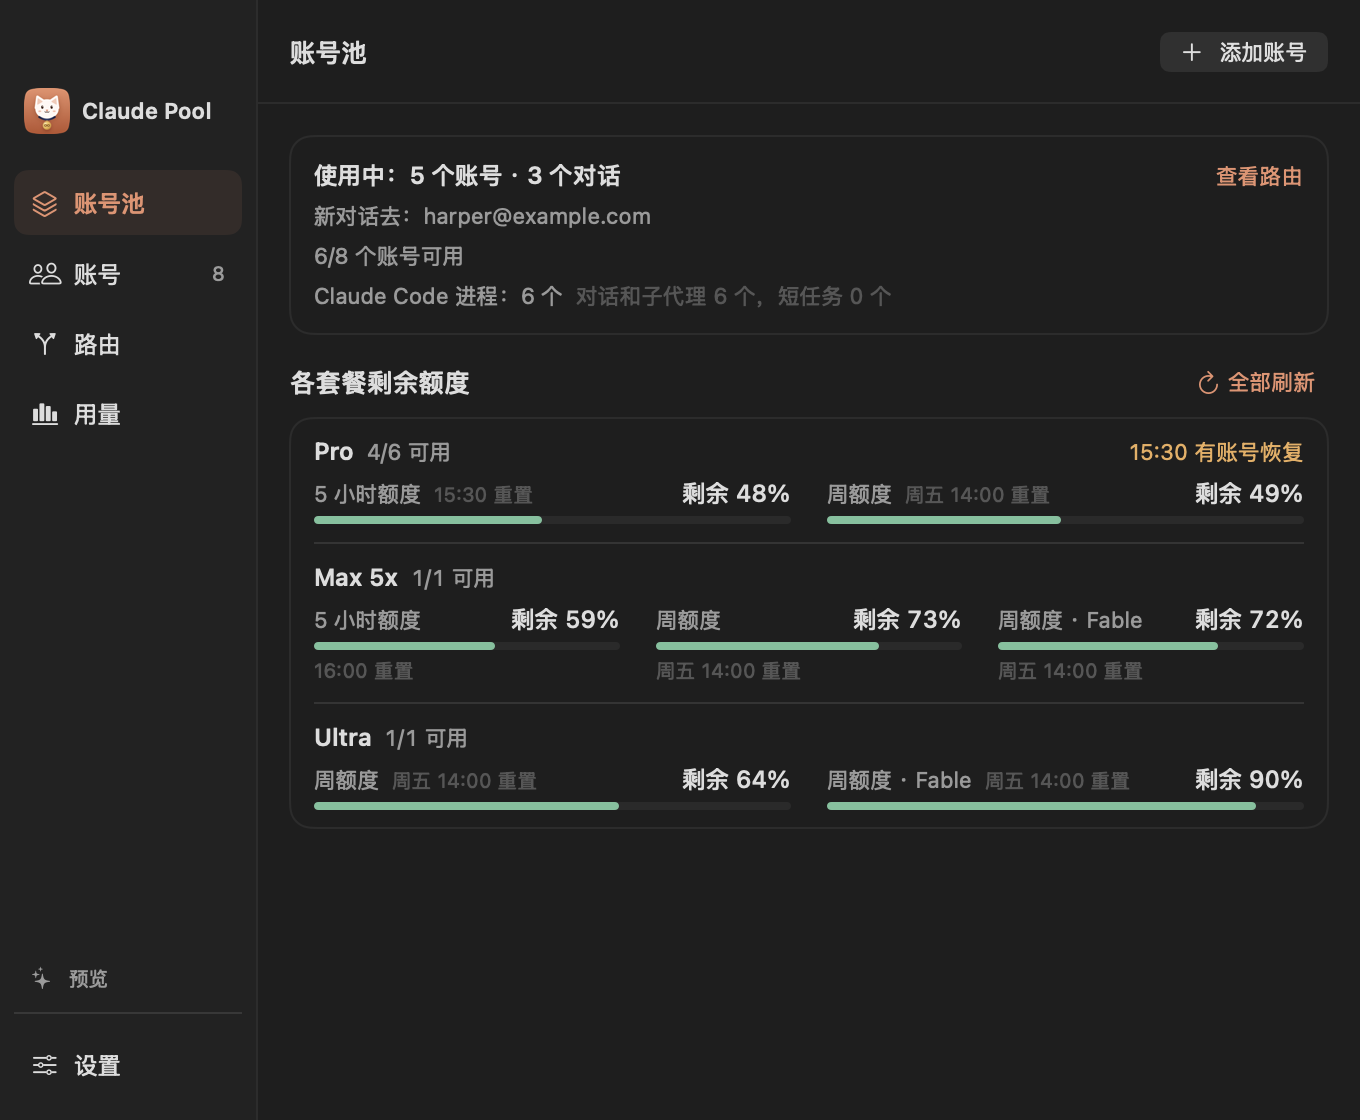 Claude Pool
账号池
账号 8
路由
用量
预览
设置
账号池
添加账号
使用中：5 个账号 · 3 个对话
查看路由
新对话去：harper@example.com
6/8 个账号可用
Claude Code 进程：6 个 对话和子代理 6 个，短任务 0 个
各套餐剩余额度
全部刷新
Pro 4/6 可用
15:30 有账号恢复
5 小时额度 15:30 重置 剩余 48%
周额度 周五 14:00 重置 剩余 49%
Max 5x 1/1 可用
5 小时额度 剩余 59%
16:00 重置
周额度 剩余 73%
周五 14:00 重置
周额度 · Fable 剩余 72%
周五 14:00 重置
Ultra 1/1 可用
周额度 周五 14:00 重置 剩余 64%
周额度 · Fable 周五 14:00 重置 剩余 90%